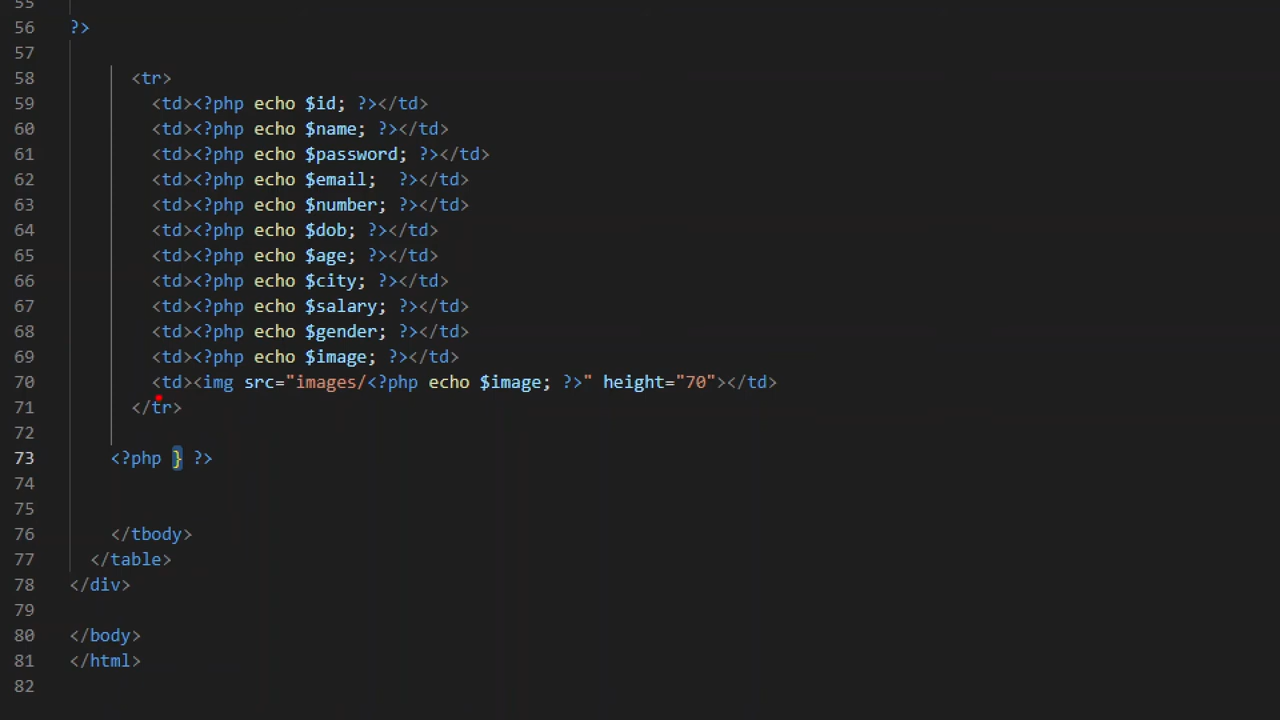 55
56 ?>
57
58 <tr>
59 <td><?php echo $id; ?></td>
60 <td><?php echo $name; ?></td>
61 <td><?php echo $password; ?></td>
62 <td><?php echo $email;  ?></td>
63 <td><?php echo $number; ?></td>
64 <td><?php echo $dob; ?></td>
65 <td><?php echo $age; ?></td>
66 <td><?php echo $city; ?></td>
67 <td><?php echo $salary; ?></td>
68 <td><?php echo $gender; ?></td>
69 <td><?php echo $image; ?></td>
70 <td><img src="images/<?php echo $image; ?>" height="70"></td>
71 </tr>
72
73 <?php } ?>
74
75
76 </tbody>
77 </table>
78 </div>
79
80 </body>
81 </html>
82